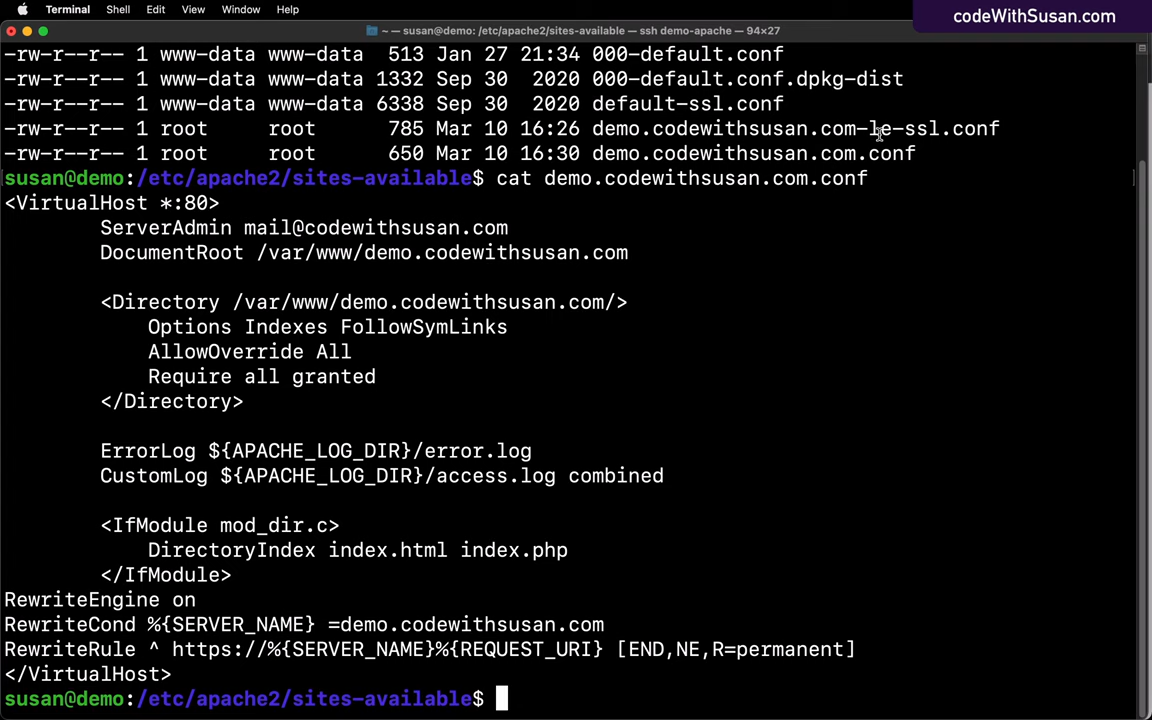 Terminal Shell Edit View Window Help
codeWithSusan.com
~ — susan@demo: /etc/apache2/sites-available — ssh demo-apache — 94×27
-rw-r--r-- 1 www-data www-data  513 Jan 27 21:34 000-default.conf
-rw-r--r-- 1 www-data www-data 1332 Sep 30  2020 000-default.conf.dpkg-dist
-rw-r--r-- 1 www-data www-data 6338 Sep 30  2020 default-ssl.conf
-rw-r--r-- 1 root     root      785 Mar 10 16:26 demo.codewithsusan.com-le-ssl.conf
-rw-r--r-- 1 root     root      650 Mar 10 16:30 demo.codewithsusan.com.conf
susan@demo:/etc/apache2/sites-available$ cat demo.codewithsusan.com.conf
<VirtualHost *:80>
        ServerAdmin mail@codewithsusan.com
        DocumentRoot /var/www/demo.codewithsusan.com
        <Directory /var/www/demo.codewithsusan.com/>
            Options Indexes FollowSymLinks
            AllowOverride All
            Require all granted
        </Directory>
        ErrorLog ${APACHE_LOG_DIR}/error.log
        CustomLog ${APACHE_LOG_DIR}/access.log combined
        <IfModule mod_dir.c>
            DirectoryIndex index.html index.php
        </IfModule>
RewriteEngine on
RewriteCond %{SERVER_NAME} =demo.codewithsusan.com
RewriteRule ^ https://%{SERVER_NAME}%{REQUEST_URI} [END,NE,R=permanent]
</VirtualHost>
susan@demo:/etc/apache2/sites-available$